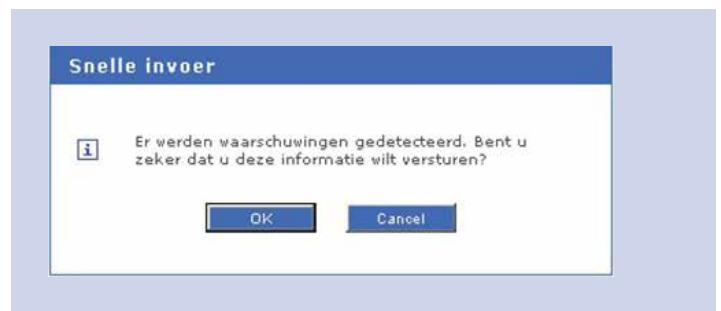 Snelle invoer
Er werden waarschuwingen gedetecteerd. Bent u
zeker dat u deze informatie wilt versturen?
OK
Cancel